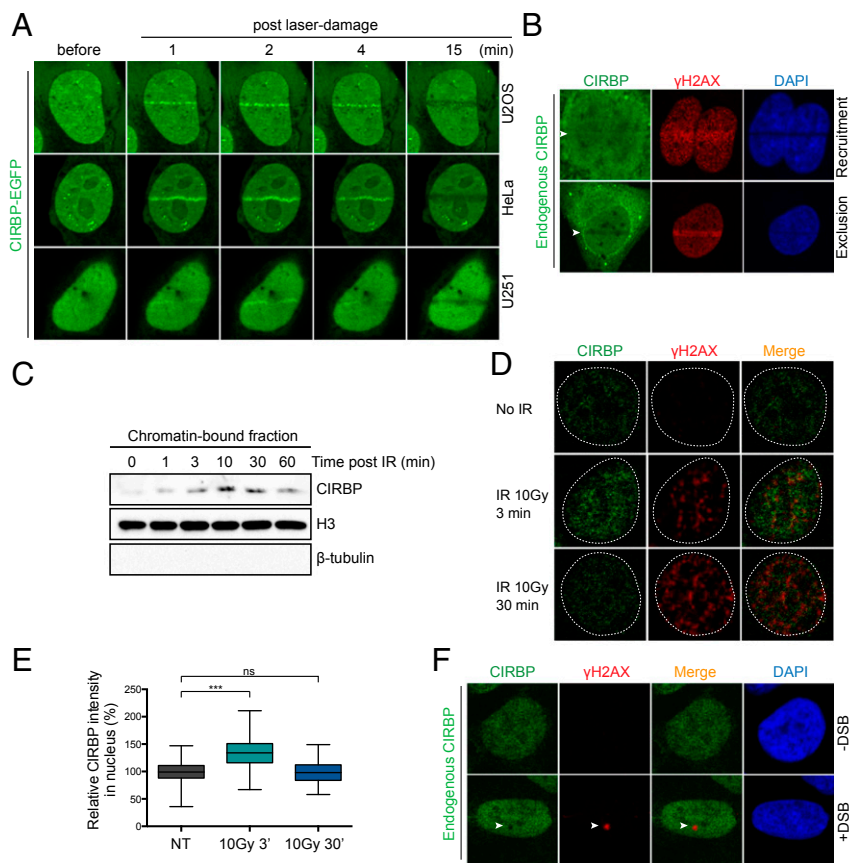 A
post laser-damage
before 1 2 4 15 (min)
CIRBP-EGFP
U2OS
HeLa
U251
B
CIRBP γH2AX DAPI
Endogenous CIRBP
Recruitment
Exclusion
C
Chromatin-bound fraction
0 1 3 10 30 60 Time post IR (min)
CIRBP
H3
β-tubulin
D
CIRBP γH2AX Merge
No IR
IR 10Gy
3 min
IR 10Gy
30 min
E
Relative CIRBP intensity
in nucleus (%)
250
200
150
100
50
0
ns
***
NT 10Gy 3' 10Gy 30'
F
CIRBP γH2AX Merge DAPI
Endogenous CIRBP
-DSB
+DSB